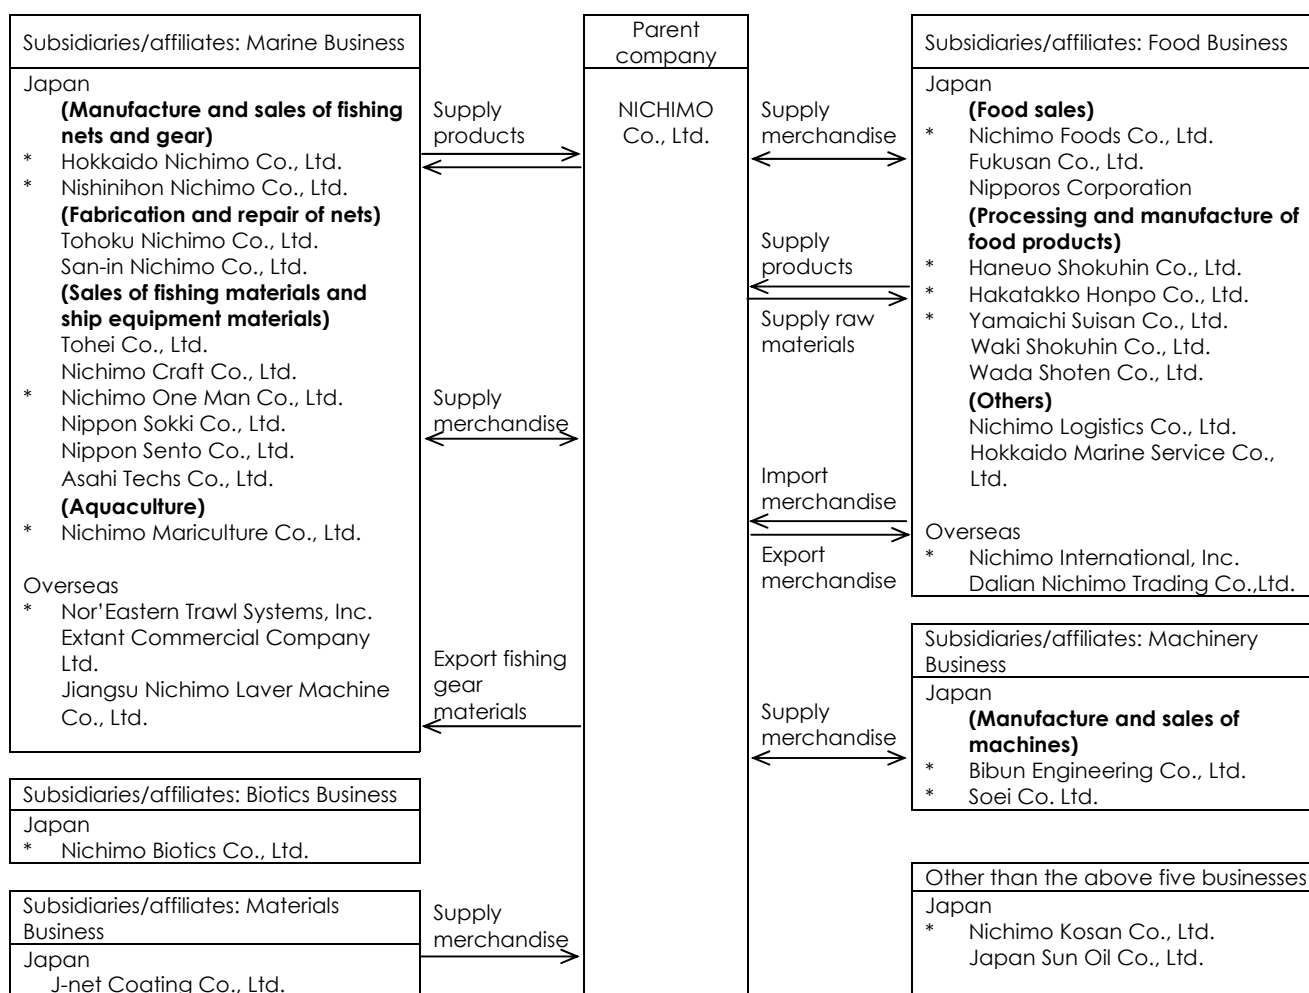 Subsidiaries/affiliates: Marine Business
Japan
(Manufacture and sales of fishing
nets and gear)
* Hokkaido Nichimo Co., Ltd.
* Nishinihon Nichimo Co., Ltd.
(Fabrication and repair of nets)
Tohoku Nichimo Co., Ltd.
San-in Nichimo Co., Ltd.
(Sales of fishing materials and
ship equipment materials)
Tohei Co., Ltd.
Nichimo Craft Co., Ltd.
* Nichimo One Man Co., Ltd.
Nippon Sokki Co., Ltd.
Nippon Sento Co., Ltd.
Asahi Techs Co., Ltd.
(Aquaculture)
* Nichimo Mariculture Co., Ltd.
Overseas
* Nor’Eastern Trawl Systems, Inc.
Extant Commercial Company
Ltd.
Jiangsu Nichimo Laver Machine
Co., Ltd.
Subsidiaries/affiliates: Biotics Business
Japan
* Nichimo Biotics Co., Ltd.
Subsidiaries/affiliates: Materials
Business
Japan
J-net Coating Co., Ltd.
Supply
products
Supply
merchandise
Export fishing
gear
materials
Supply
merchandise
Parent
company
NICHIMO
Co., Ltd.
Supply
merchandise
Supply
products
Supply raw
materials
Import
merchandise
Export
merchandise
Supply
merchandise
Subsidiaries/affiliates: Food Business
Japan
(Food sales)
* Nichimo Foods Co., Ltd.
Fukusan Co., Ltd.
Nipporos Corporation
(Processing and manufacture of
food products)
* Haneuo Shokuhin Co., Ltd.
* Hakatakko Honpo Co., Ltd.
* Yamaichi Suisan Co., Ltd.
Waki Shokuhin Co., Ltd.
Wada Shoten Co., Ltd.
(Others)
Nichimo Logistics Co., Ltd.
Hokkaido Marine Service Co.,
Ltd.
Overseas
* Nichimo International, Inc.
Dalian Nichimo Trading Co.,Ltd.
Subsidiaries/affiliates: Machinery
Business
Japan
(Manufacture and sales of
machines)
* Bibun Engineering Co., Ltd.
* Soei Co. Ltd.
Other than the above five businesses
Japan
* Nichimo Kosan Co., Ltd.
Japan Sun Oil Co., Ltd.